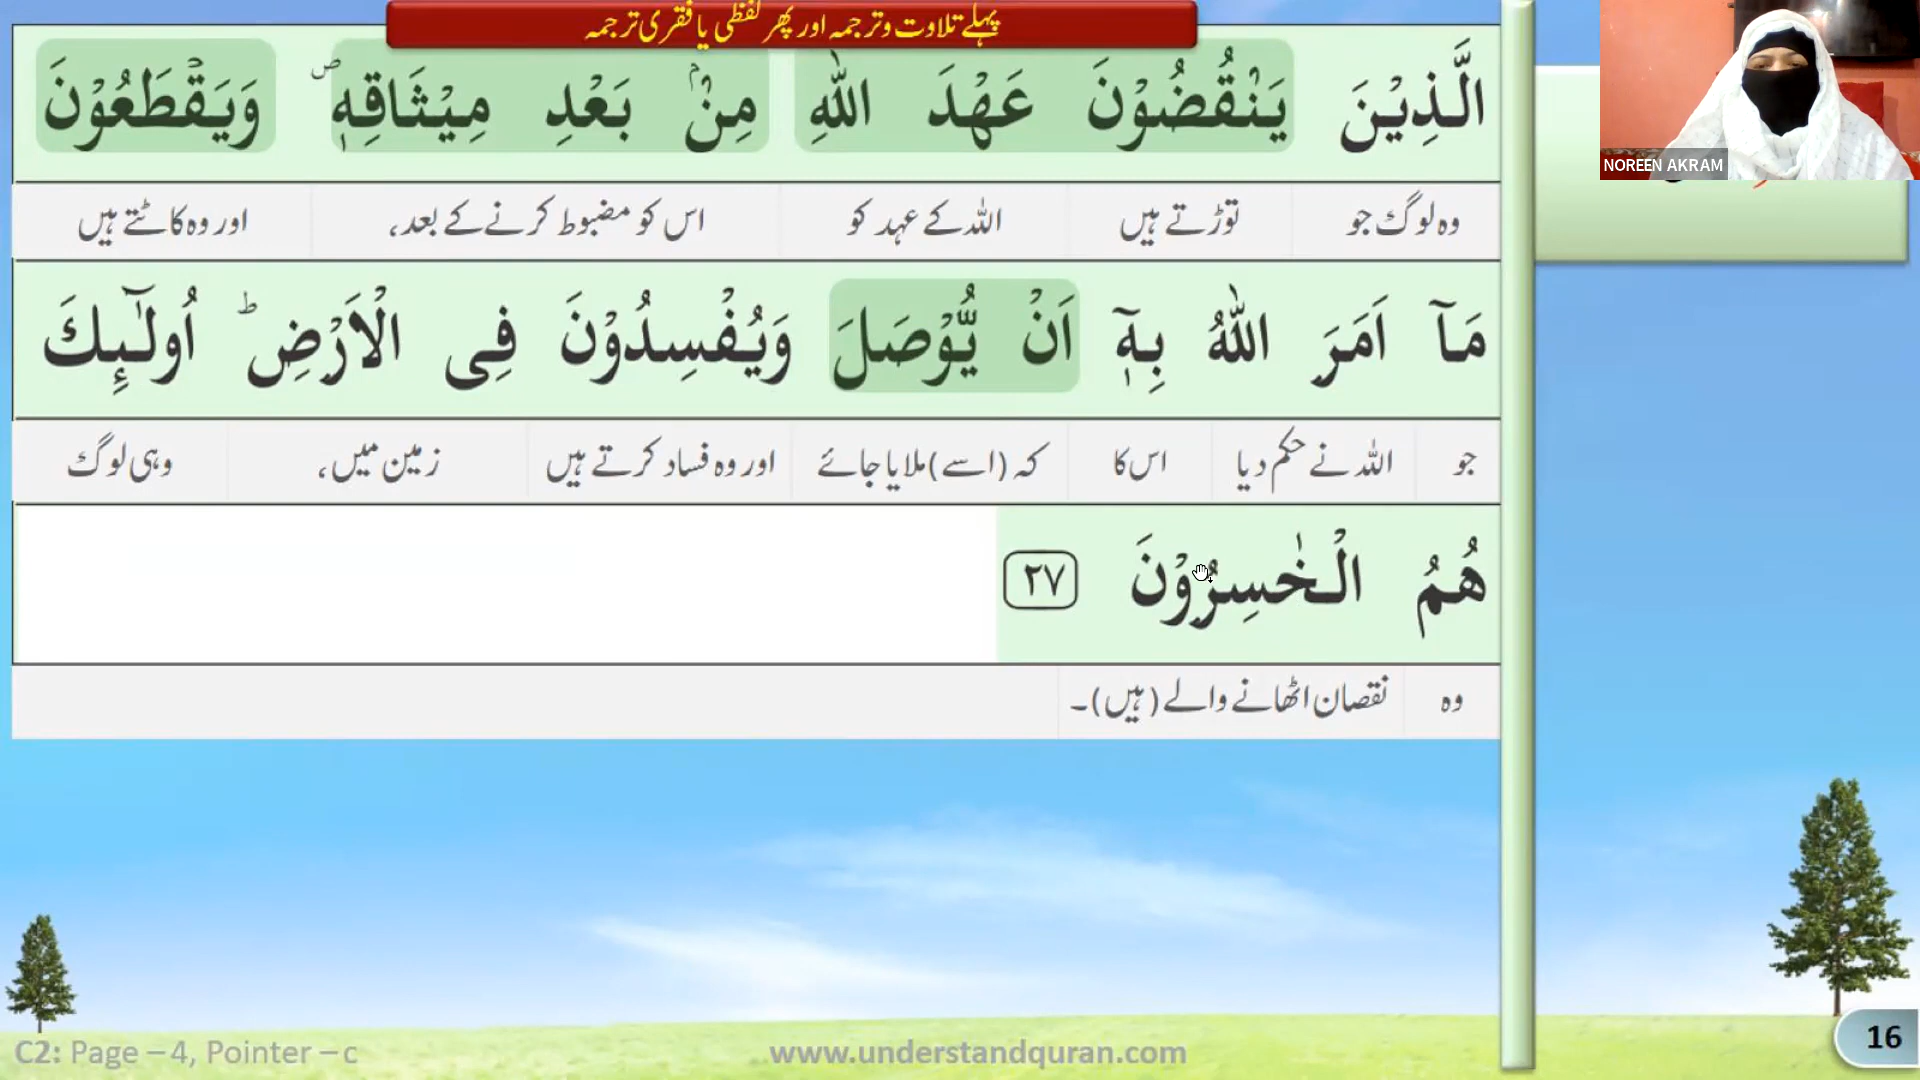 پہلے تلاوت و ترجمہ اور پھر لفظی یا فقری ترجمہ
NOREEN AKRAM
الَّذِيْنَ يَنْقُضُوْنَ عَهْدَ اللّٰهِ مِنْۢ بَعْدِ مِيْثَاقِهٖ ۪ وَيَقْطَعُوْنَ
وہ لوگ جو توڑتے ہیں اللہ کے عہد کو اس کو مضبوط کرنے کے بعد، اور وہ کاٹتے ہیں
مَآ اَمَرَ اللّٰهُ بِهٖٓ اَنْ يُّوْصَلَ وَيُفْسِدُوْنَ فِى الْاَرْضِ ؕ اُولٰٓئِكَ
جو اللہ نے حکم دیا اس کا کہ (اسے) ملایا جائے اور وہ فساد کرتے ہیں زمین میں، وہی لوگ
هُمُ الْخٰسِرُوْنَ ٢٧
وہ نقصان اٹھانے والے (ہیں)۔
C2: Page – 4, Pointer – c
www.understandquran.com
16